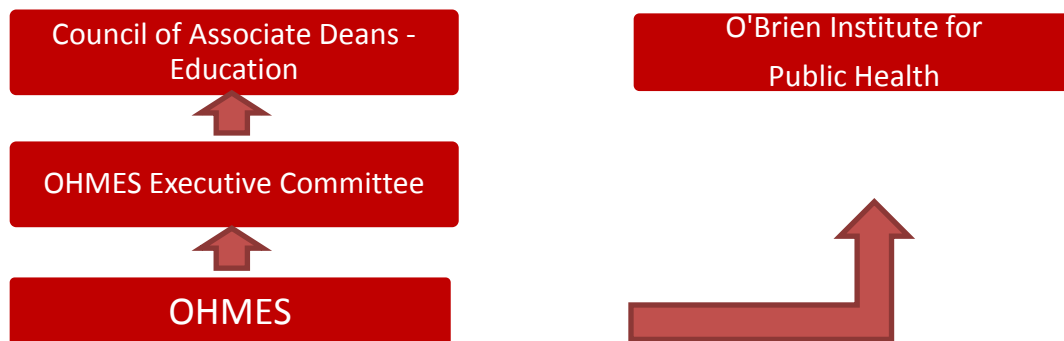 Council of Associate Deans -
Education
O'Brien Institute for
Public Health
OHMES Executive Committee
OHMES